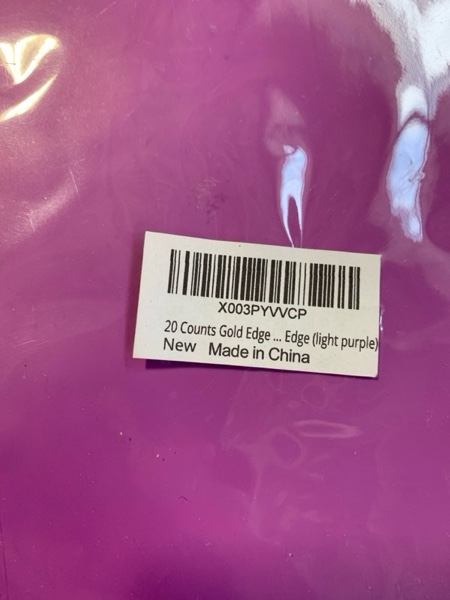 X003PYVVCP
20 Counts Gold Edge ... Edge (light purple)
New Made in China